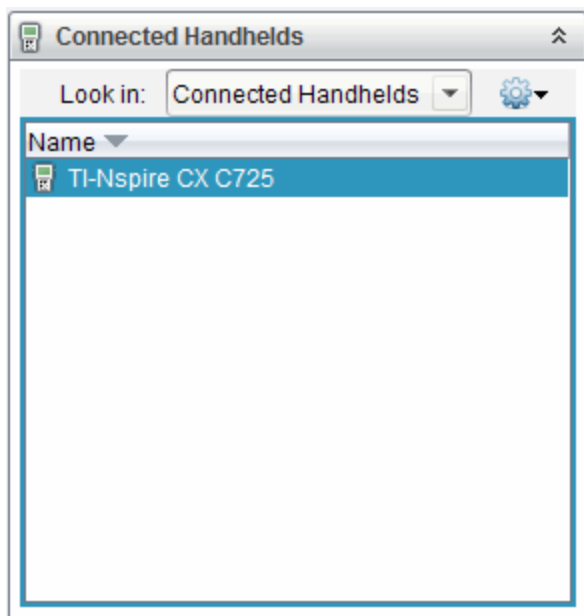 Connected Handhelds
Look in: Connected Handhelds
Name
TI-Nspire CX C725